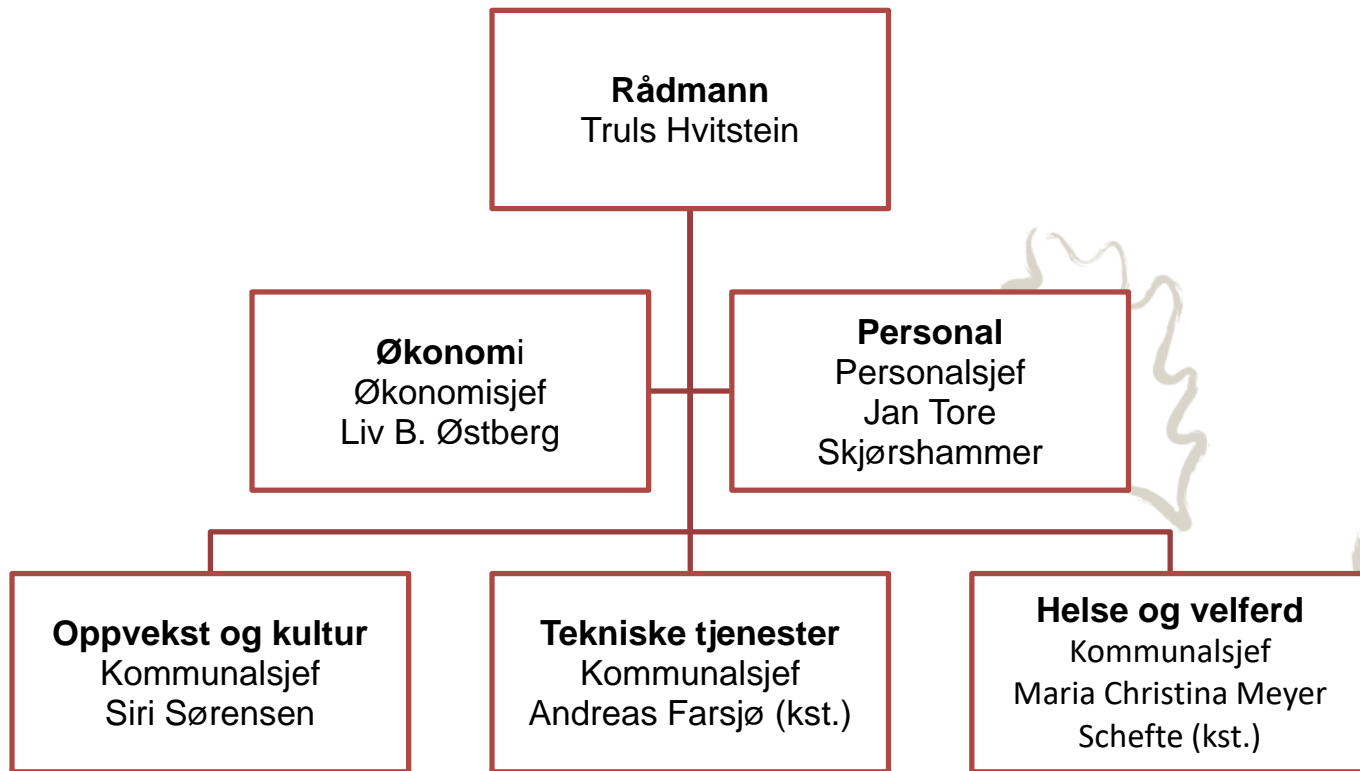 Rådmann
Truls Hvitstein
Økonomi
Økonomisjef
Liv B. Østberg
Personal
Personalsjef
Jan Tore
Skjørshammer
Oppvekst og kultur
Kommunalsjef
Siri Sørensen
Tekniske tjenester
Kommunalsjef
Andreas Farsjø (kst.)
Helse og velferd
Kommunalsjef
Maria Christina Meyer
Schefte (kst.)